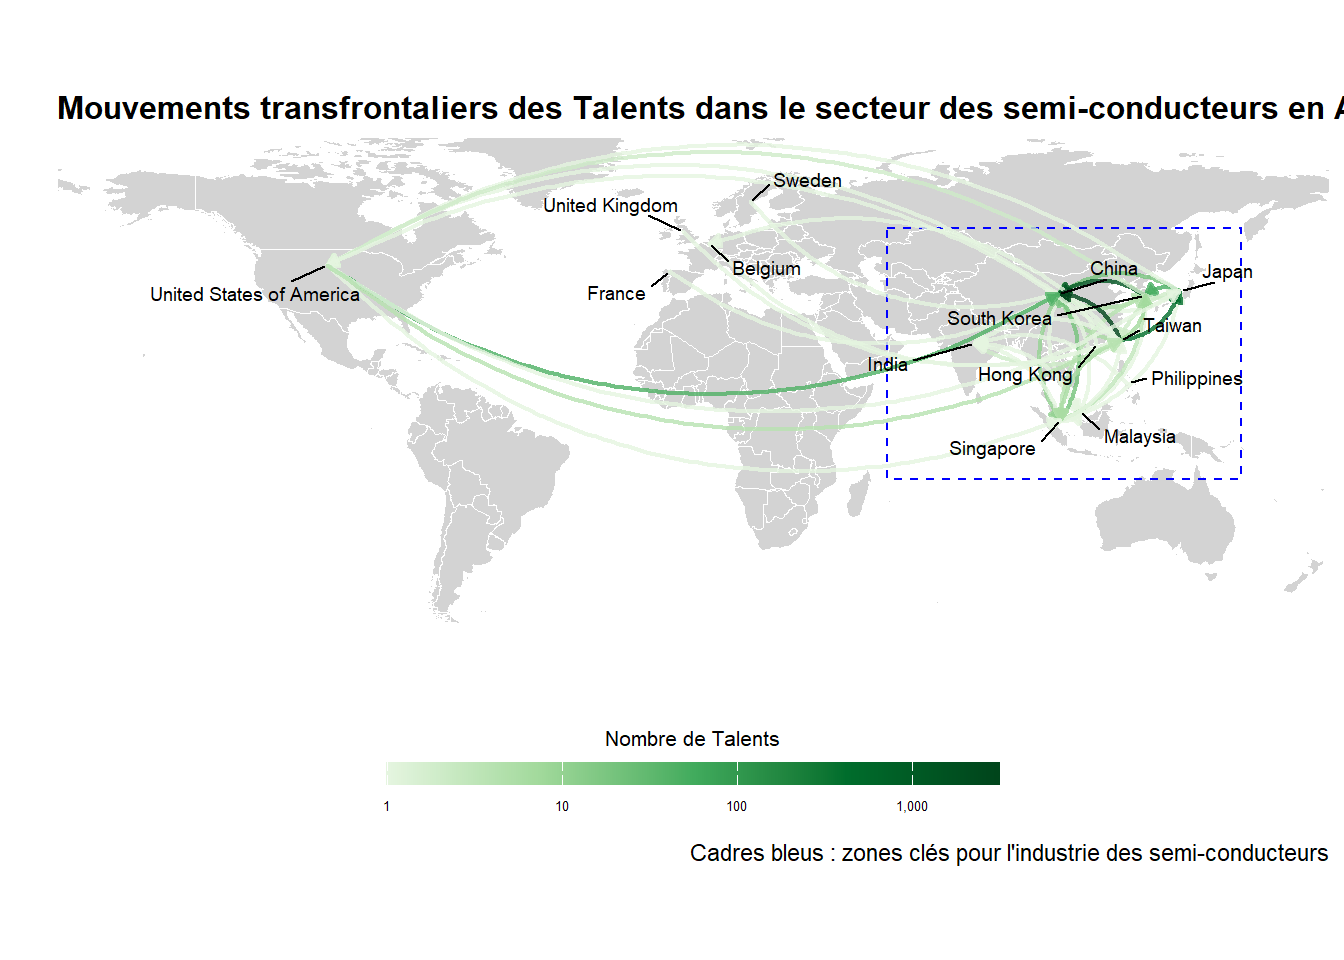 Mouvements transfrontaliers des Talents dans le secteur des semi-conducteurs en A
Sweden
United Kingdom
Belgium
China
Japan
United States of America
France
South Korea
Taiwan
India
Hong Kong
Philippines
Malaysia
Singapore
Nombre de Talents
1 10 100 1,000
Cadres bleus : zones clés pour l'industrie des semi-conducteurs